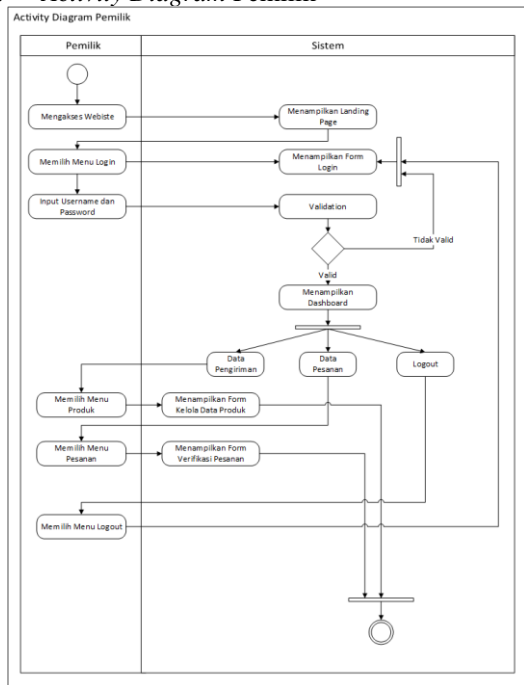 Activity Diagram Pemilik
Activity Diagram Pemilik
Pemilik
Sistem
Mengakses Webiste
Menampilkan Landing
Page
Memilih Menu Login
Menampilkan Form
Login
Input Username dan
Password
Validation
Tidak Valid
Valid
Menampilkan
Dashboard
Data
Pengiriman
Data
Pesanan
Logout
Memilih Menu
Produk
Menampilkan Form
Kelola Data Produk
Memilih Menu
Pesanan
Menampilkan Form
Verifikasi Pesanan
Memilih Menu Logout